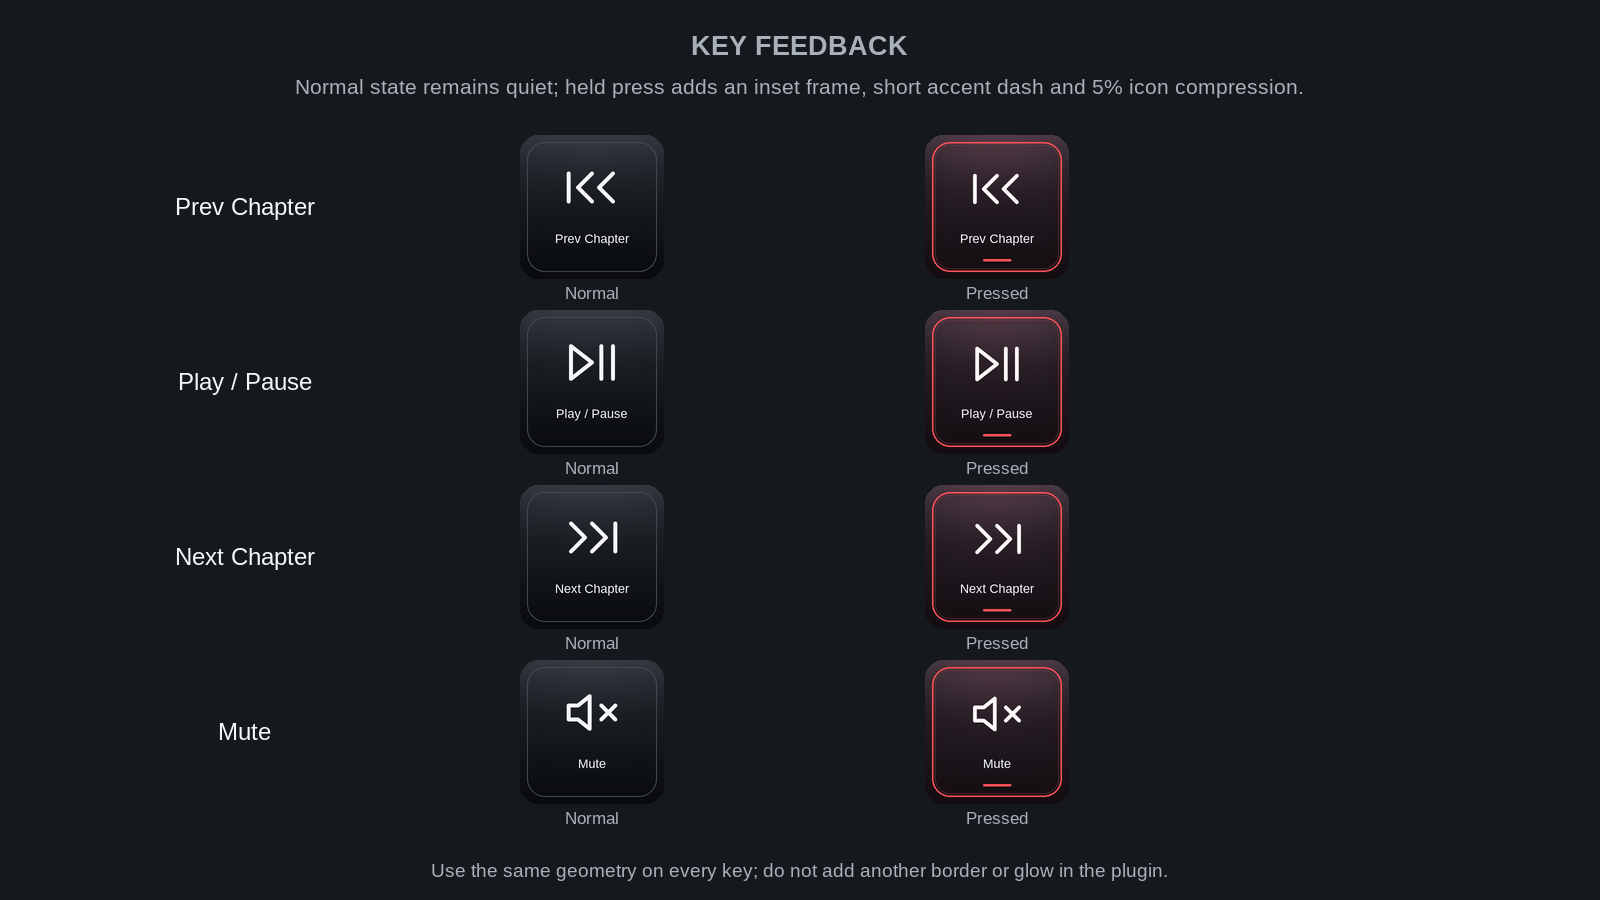 KEY FEEDBACK
Normal state remains quiet; held press adds an inset frame, short accent dash and 5% icon compression.
Prev Chapter
Prev Chapter
Normal
Prev Chapter
Pressed
Play / Pause
Play / Pause
Normal
Play / Pause
Pressed
Next Chapter
Next Chapter
Normal
Next Chapter
Pressed
Mute
Mute
Normal
Mute
Pressed
Use the same geometry on every key; do not add another border or glow in the plugin.